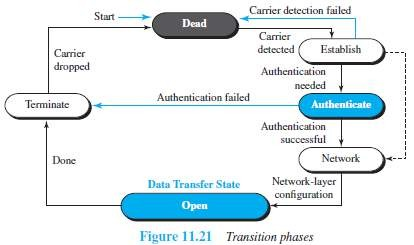 Start
Dead
Carrier detection failed
Carrier
detected
Establish
Carrier
dropped
Authentication
needed
Terminate
Authentication failed
Authenticate
Authentication
successful
Done
Network
Data Transfer State
Network-layer
configuration
Open
Figure 11.21 Transition phases